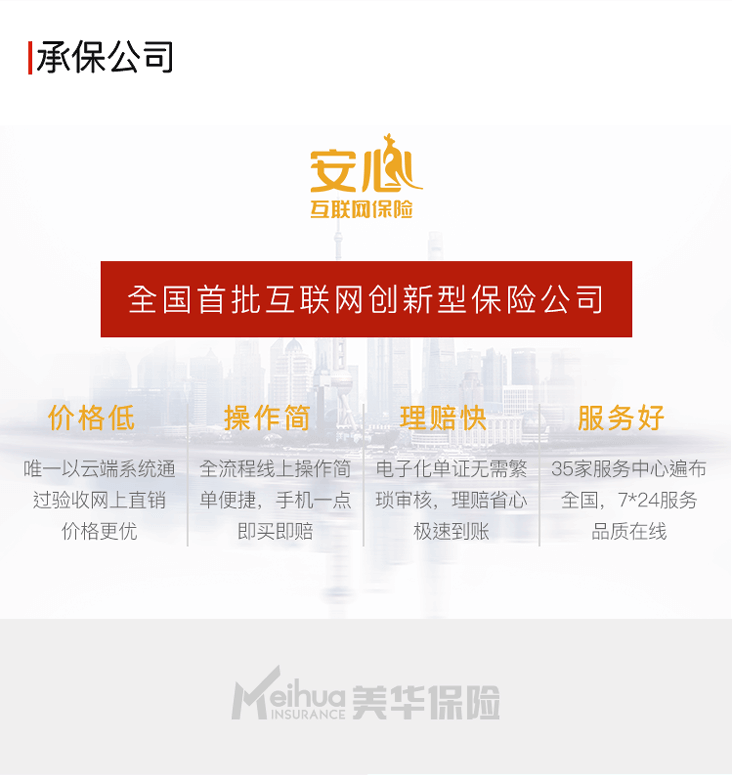 承保公司
安心
互联网保险
全国首批互联网创新型保险公司
价格低
唯一以云端系统通
过验收网上直销
价格更优
操作简
全流程线上操作简
单便捷，手机一点
即买即赔
理赔快
电子化单证无需繁
琐审核，理赔省心
极速到账
服务好
35家服务中心遍布
全国，7*24服务
品质在线
Meihua 美华保险
INSURANCE